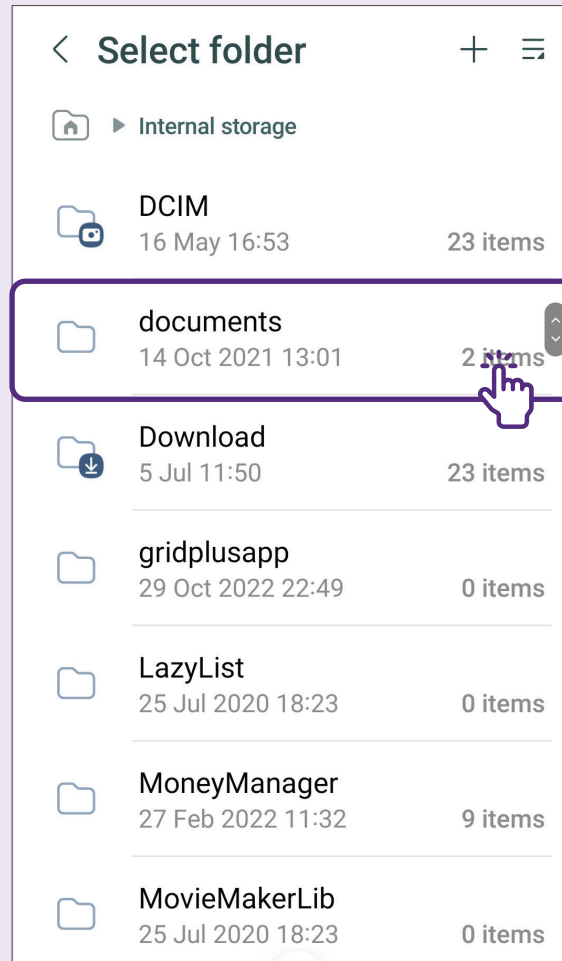 Select folder
Internal storage
DCIM
16 May 16:53 23 items
documents
14 Oct 2021 13:01 2 items
Download
5 Jul 11:50 23 items
gridplusapp
29 Oct 2022 22:49 0 items
LazyList
25 Jul 2020 18:23 0 items
MoneyManager
27 Feb 2022 11:32 9 items
MovieMakerLib
25 Jul 2020 18:23 0 items